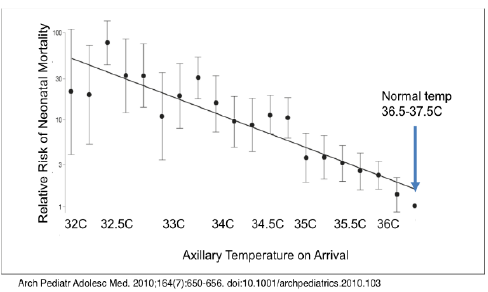 Relative Risk of Neonatal Mortality
100
30
10
3
1
Normal temp
36.5-37.5C
32C 32.5C 33C 34C 34.5C 35C 35.5C 36C
Axillary Temperature on Arrival
Arch Pediatr Adolesc Med. 2010;164(7):650-656. doi:10.1001/archpediatrics.2010.103